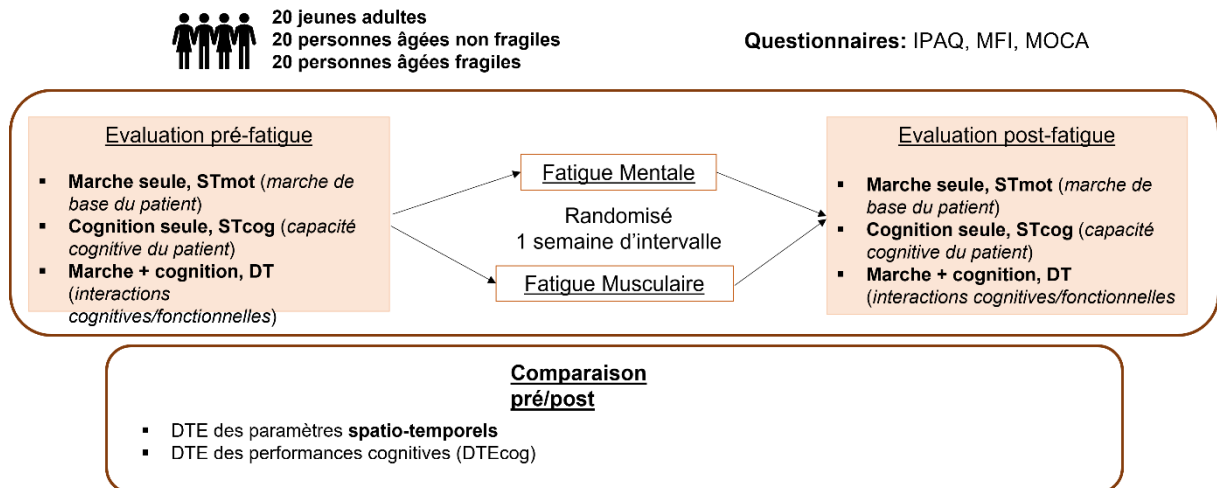 20 jeunes adultes
20 personnes âgées non fragiles
20 personnes âgées fragiles
Questionnaires: IPAQ, MFI, MOCA
Evaluation pré-fatigue
▪ Marche seule, STmot (marche de
base du patient)
▪ Cognition seule, STcog (capacité
cognitive du patient)
▪ Marche + cognition, DT
(interactions
cognitives/fonctionnelles)
Fatigue Mentale
Randomisé
1 semaine d'intervalle
Fatigue Musculaire
Evaluation post-fatigue
▪ Marche seule, STmot (marche de
base du patient)
▪ Cognition seule, STcog (capacité
cognitive du patient)
▪ Marche + cognition, DT
(interactions cognitives/fonctionnelles
Comparaison
pré/post
▪ DTE des paramètres spatio-temporels
▪ DTE des performances cognitives (DTEcog)